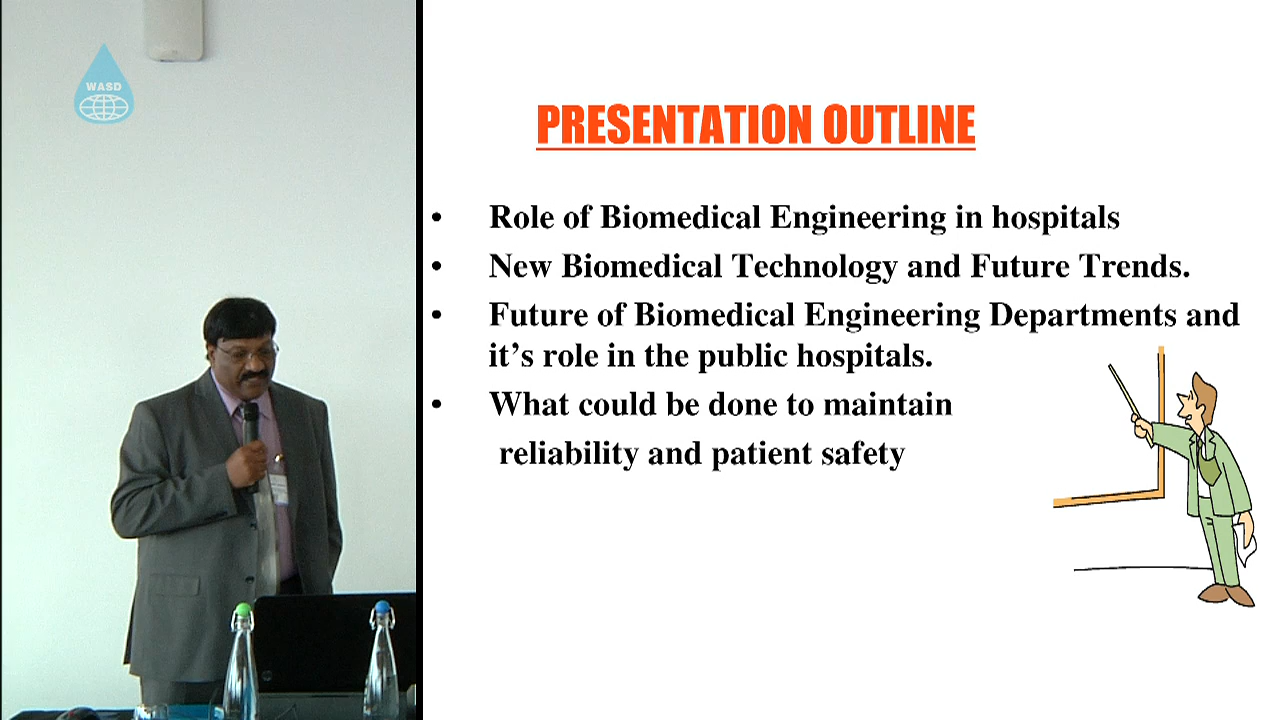 WASD
PRESENTATION OUTLINE
• Role of Biomedical Engineering in hospitals
• New Biomedical Technology and Future Trends.
• Future of Biomedical Engineering Departments and
it’s role in the public hospitals.
• What could be done to maintain
reliability and patient safety